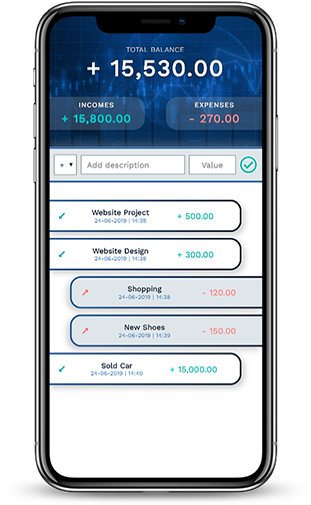 TOTAL BALANCE
+ 15,530.00
INCOMES
+ 15,800.00
EXPENSES
- 270.00
+
Add description
Value
Website Project
24-06-2019 | 14:38
+ 500.00
Website Design
24-06-2019 | 14:38
+ 300.00
Shopping
24-06-2019 | 14:38
- 120.00
New Shoes
24-06-2019 | 14:39
- 150.00
Sold Car
24-06-2019 | 14:40
+ 15,000.00